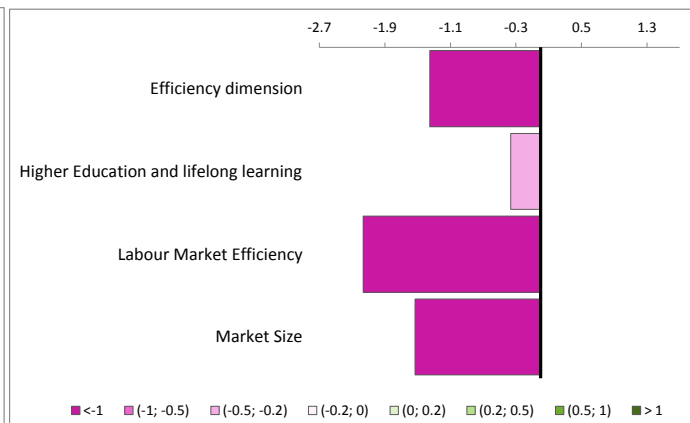 -2.7 -1.9 -1.1 -0.3 0.5 1.3
Efficiency dimension
Higher Education and lifelong learning
Labour Market Efficiency
Market Size
<-1 (-1; -0.5) (-0.5; -0.2) (-0.2; 0) (0; 0.2) (0.2; 0.5) (0.5; 1) > 1